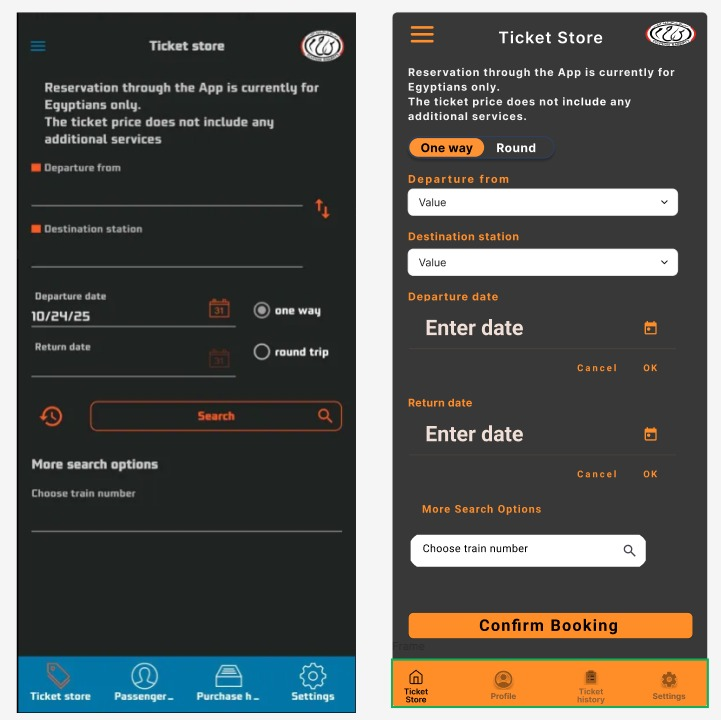 Ticket store
Reservation through the App is currently for
Egyptians only.
The ticket price does not include any
additional services
Departure from
Destination station
Departure date
10/24/25
31
one way
Return date
31
round trip
Search
More search options
Choose train number
Ticket store
Passenger...
Purchase h...
Settings
Ticket Store
Reservation through the App is currently for
Egyptians only.
The ticket price does not include any
additional services.
One way Round
Departure from
Value
Destination station
Value
Departure date
Enter date
Cancel OK
Return date
Enter date
Cancel OK
More Search Options
Choose train number
Confirm Booking
Frame
Ticket
Store
Profile
Ticket
history
Settings